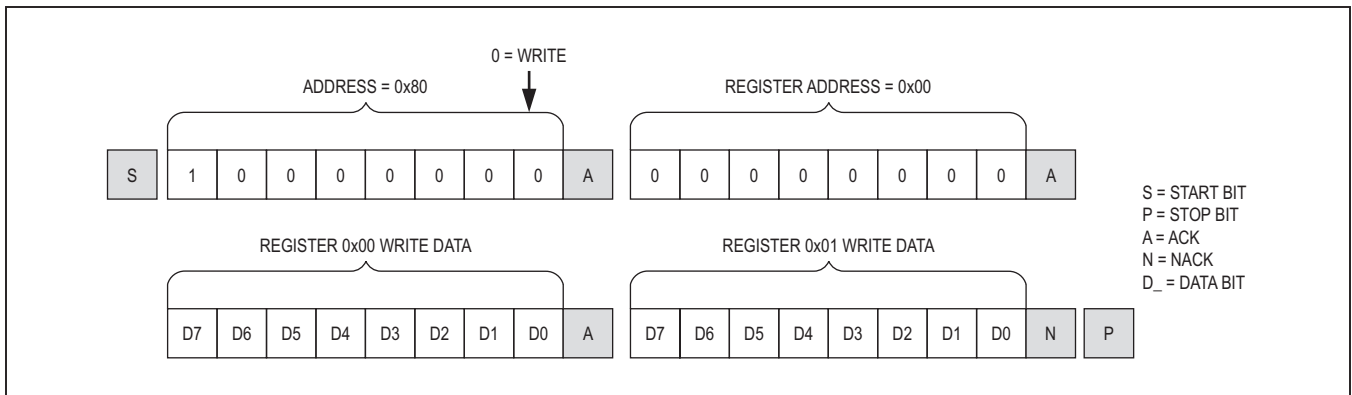 0 = WRITE
ADDRESS = 0x80
REGISTER ADDRESS = 0x00
S 1 0 0 0 0 0 0 0 A 0 0 0 0 0 0 0 0 A
REGISTER 0x00 WRITE DATA
REGISTER 0x01 WRITE DATA
D7 D6 D5 D4 D3 D2 D1 D0 A D7 D6 D5 D4 D3 D2 D1 D0 N P
S = START BIT
P = STOP BIT
A = ACK
N = NACK
D_ = DATA BIT